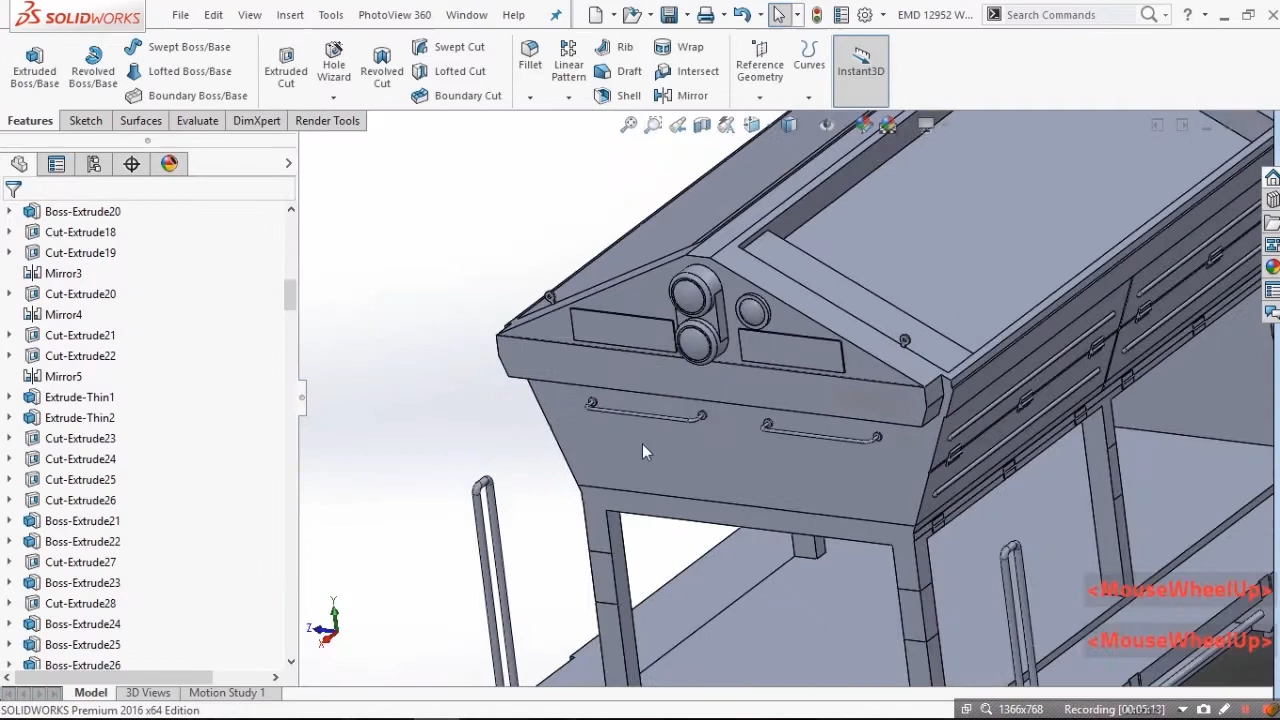 SOLIDWORKS File Edit View Insert Tools PhotoView 360 Window Help EMD 12952 W... Search Commands
Extruded Boss/Base
Revolved Boss/Base
Swept Boss/Base
Lofted Boss/Base
Boundary Boss/Base
Extruded Cut
Hole Wizard
Revolved Cut
Swept Cut
Lofted Cut
Boundary Cut
Fillet
Linear Pattern
Rib
Draft
Shell
Wrap
Intersect
Mirror
Reference Geometry
Curves
Instant3D
Features Sketch Surfaces Evaluate DimXpert Render Tools
Boss-Extrude20
Cut-Extrude18
Cut-Extrude19
Mirror3
Cut-Extrude20
Mirror4
Cut-Extrude21
Cut-Extrude22
Mirror5
Extrude-Thin1
Extrude-Thin2
Cut-Extrude23
Cut-Extrude24
Cut-Extrude25
Cut-Extrude26
Boss-Extrude21
Boss-Extrude22
Cut-Extrude27
Boss-Extrude23
Cut-Extrude28
Boss-Extrude24
Boss-Extrude25
Boss-Extrude26
Y
Z
X
<MouseWheelUp>
<MouseWheelUp>
Model 3D Views Motion Study 1
SOLIDWORKS Premium 2016 x64 Edition
1366x768 Recording [00:05:13]